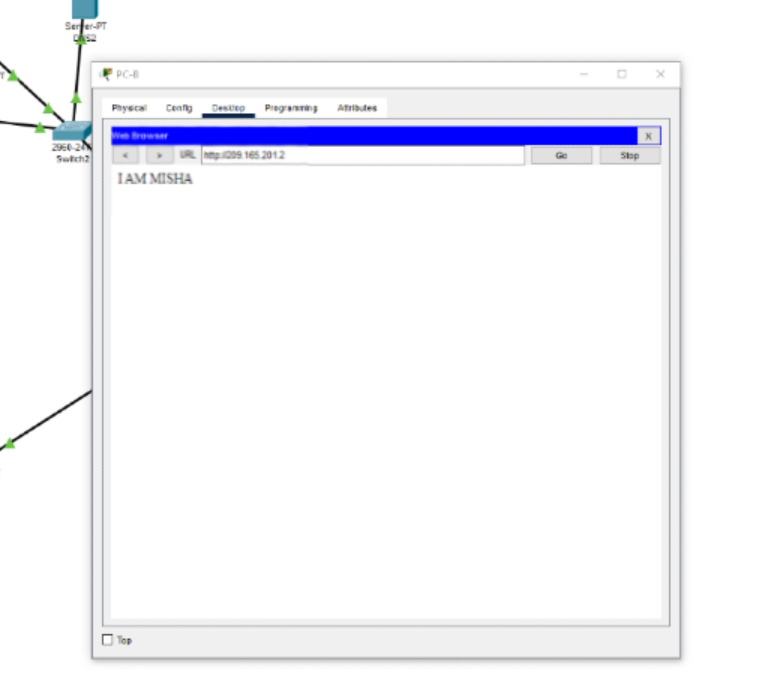 Server-PT
DNS2
2960-24
Switch2
PC-B
Physical Config Desktop Programming Attributes
Web Browser X
< > URL http://209.165.201.2 Go Stop
I AM MISHA
Top